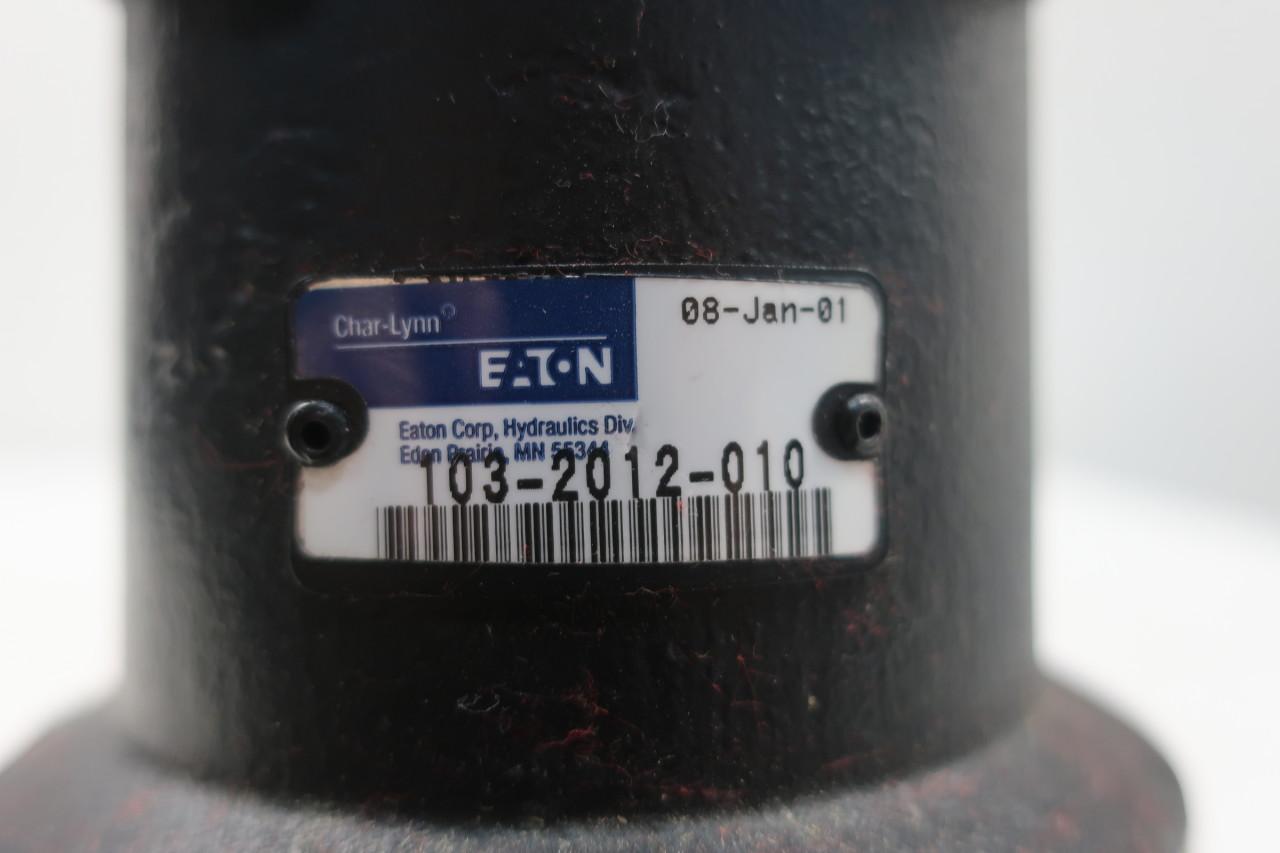 Char-Lynn®
EATON
08-Jan-01
Eaton Corp, Hydraulics Div.
Eden Prairie, MN 55344
103-2012-010